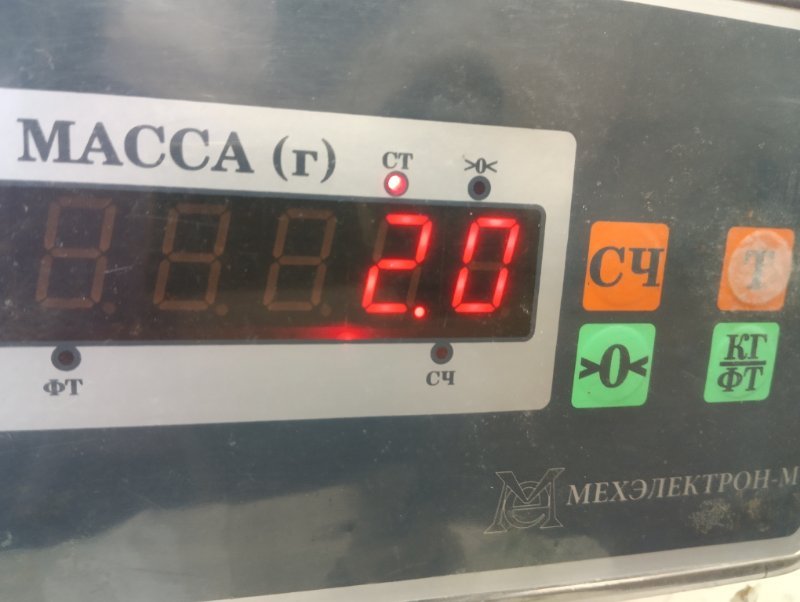 МАССА (г)
СТ
>0<
2.0
ФТ
СЧ
СЧ
Т
>0<
КГ
ФТ
МЕХЭЛЕКТРОН-М